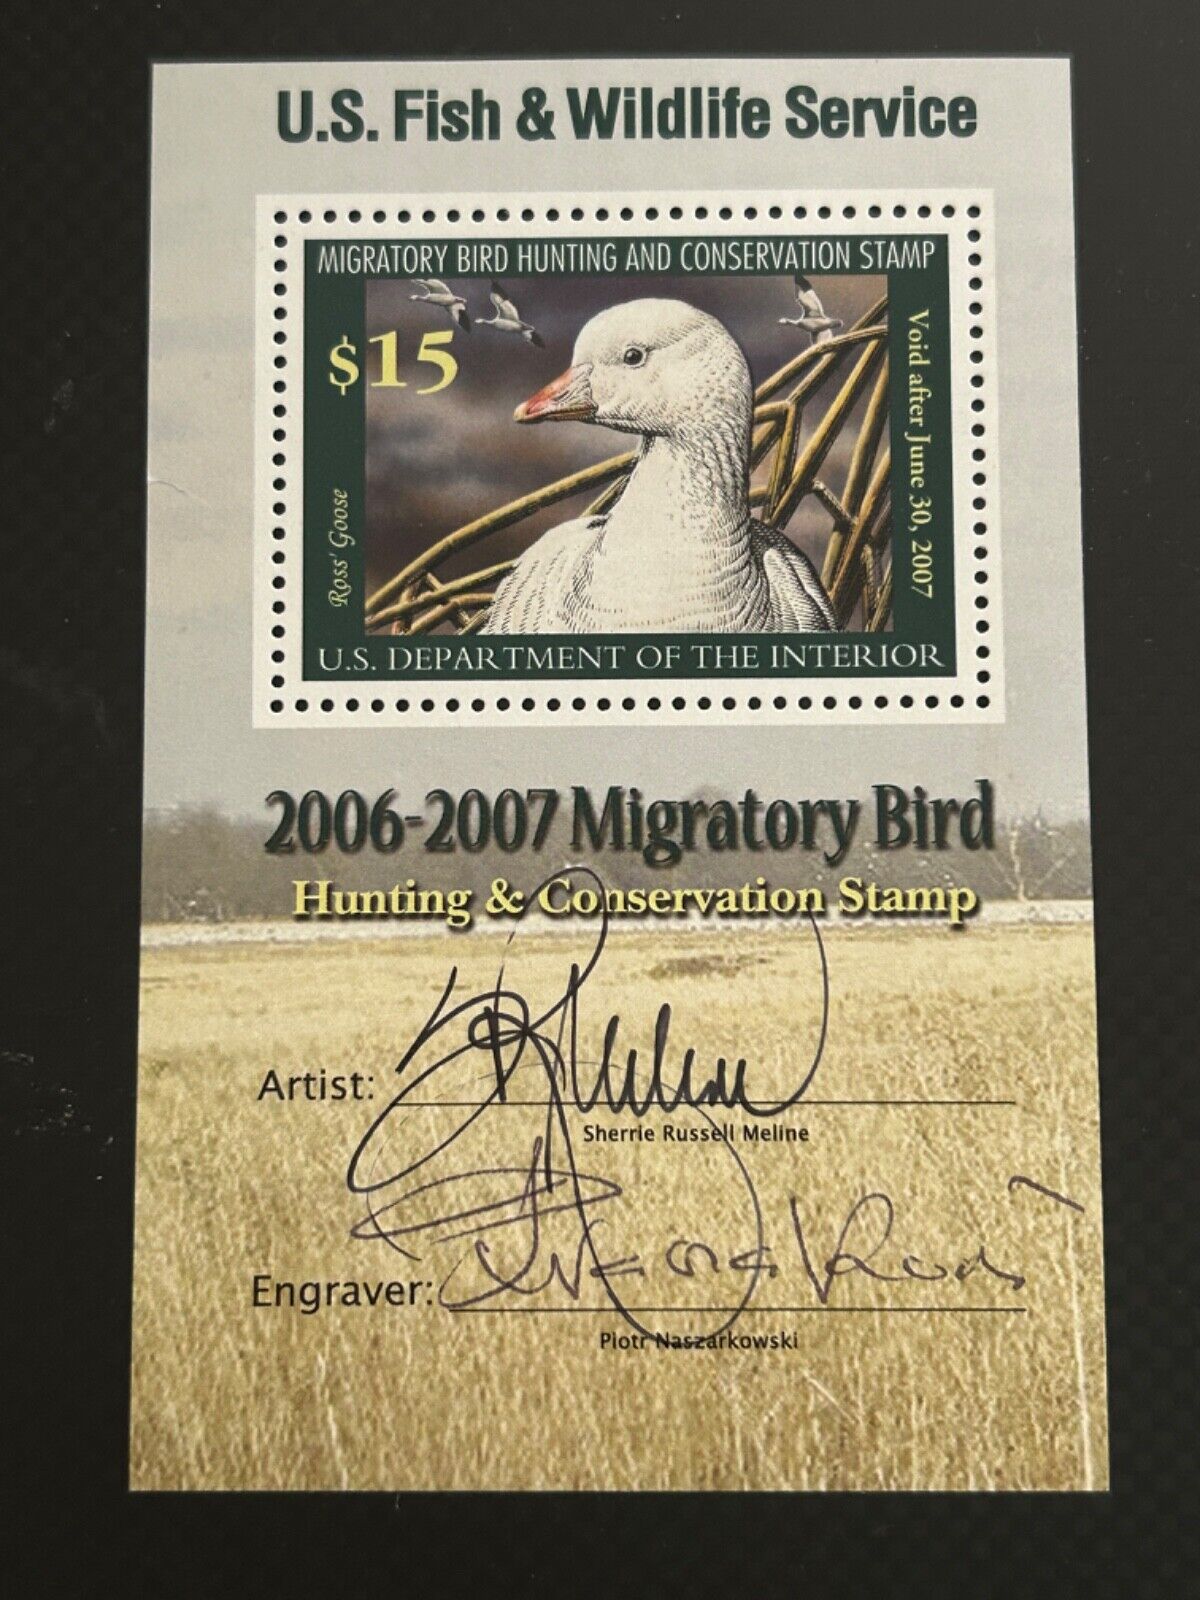 U.S. Fish & Wildlife Service
MIGRATORY BIRD HUNTING AND CONSERVATION STAMP
$15
Void after June 30, 2007
Ross' Goose
U.S. DEPARTMENT OF THE INTERIOR
2006-2007 Migratory Bird
Hunting & Conservation Stamp
Artist:
Sherrie Russell Meline
Engraver:
Piotr Naszarkowski